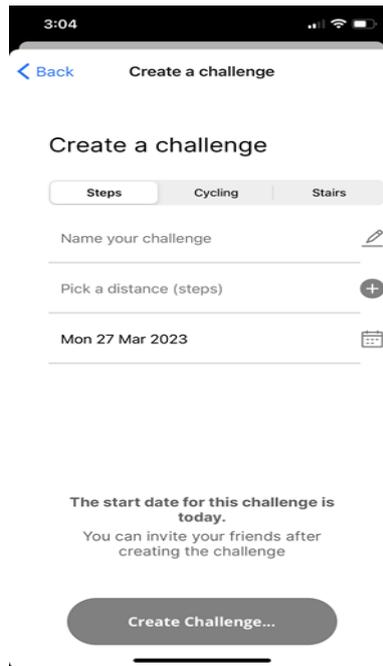 3:04
Back Create a challenge
Create a challenge
Steps Cycling Stairs
Name your challenge
Pick a distance (steps)
Mon 27 Mar 2023
The start date for this challenge is
today.
You can invite your friends after
creating the challenge
Create Challenge...